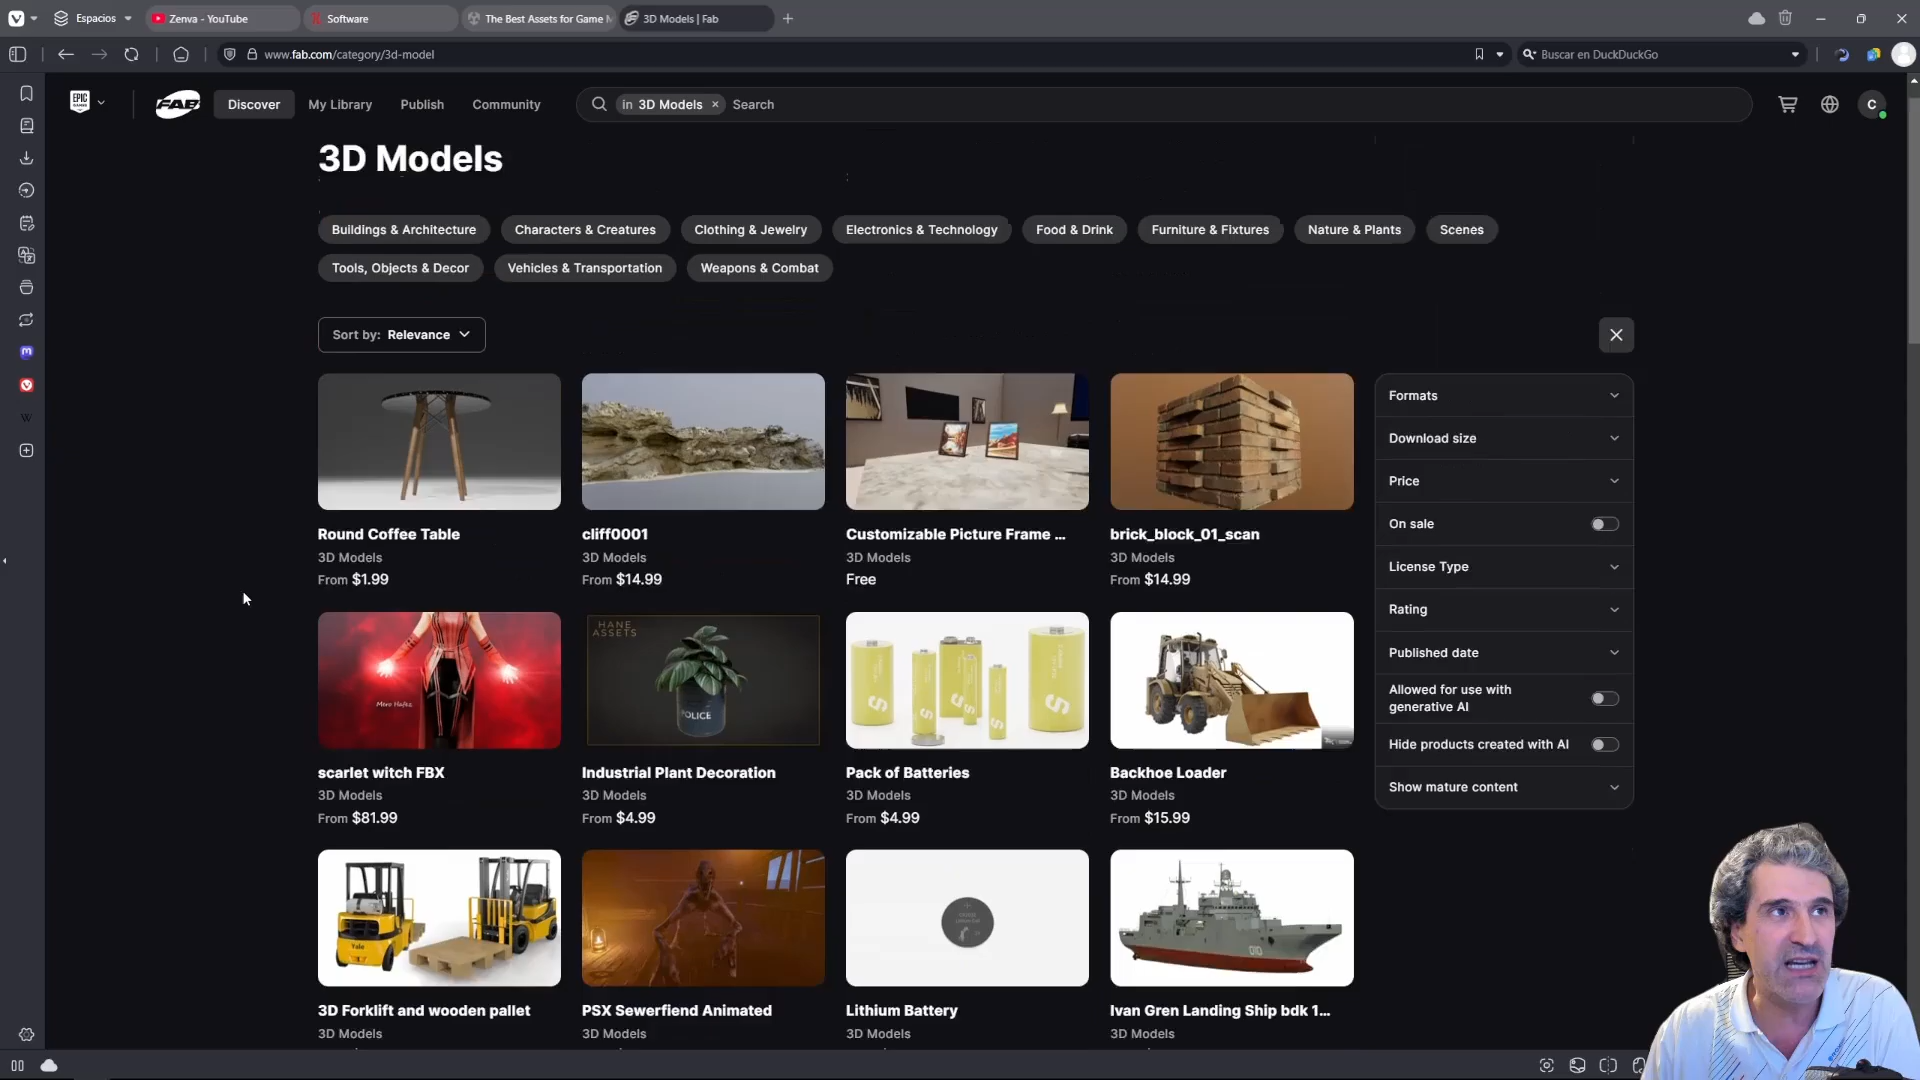 Espacios
Zenva - YouTube
Software
The Best Assets for Game M
3D Models | Fab
www.fab.com/category/3d-model
Buscar en DuckDuckGo
EPIC GAMES
FAB
Discover
My Library
Publish
Community
in 3D Models ×
Search
C
3D Models
Buildings & Architecture
Characters & Creatures
Clothing & Jewelry
Electronics & Technology
Food & Drink
Furniture & Fixtures
Nature & Plants
Scenes
Tools, Objects & Decor
Vehicles & Transportation
Weapons & Combat
Sort by: Relevance
Round Coffee Table
3D Models
From $1.99
cliff0001
3D Models
From $14.99
Customizable Picture Frame ...
3D Models
Free
brick_block_01_scan
3D Models
From $14.99
Formats
Download size
Price
On sale
License Type
Rating
Published date
Allowed for use with
generative AI
Hide products created with AI
Show mature content
Mero Hafez
scarlet witch FBX
3D Models
From $81.99
HANE
ASSETS
POLICE
Industrial Plant Decoration
3D Models
From $4.99
Pack of Batteries
3D Models
From $4.99
Backhoe Loader
3D Models
From $15.99
Yale
3D Forklift and wooden pallet
3D Models
PSX Sewerfiend Animated
3D Models
Lithium Battery
3D Models
010
Ivan Gren Landing Ship bdk 1...
3D Models